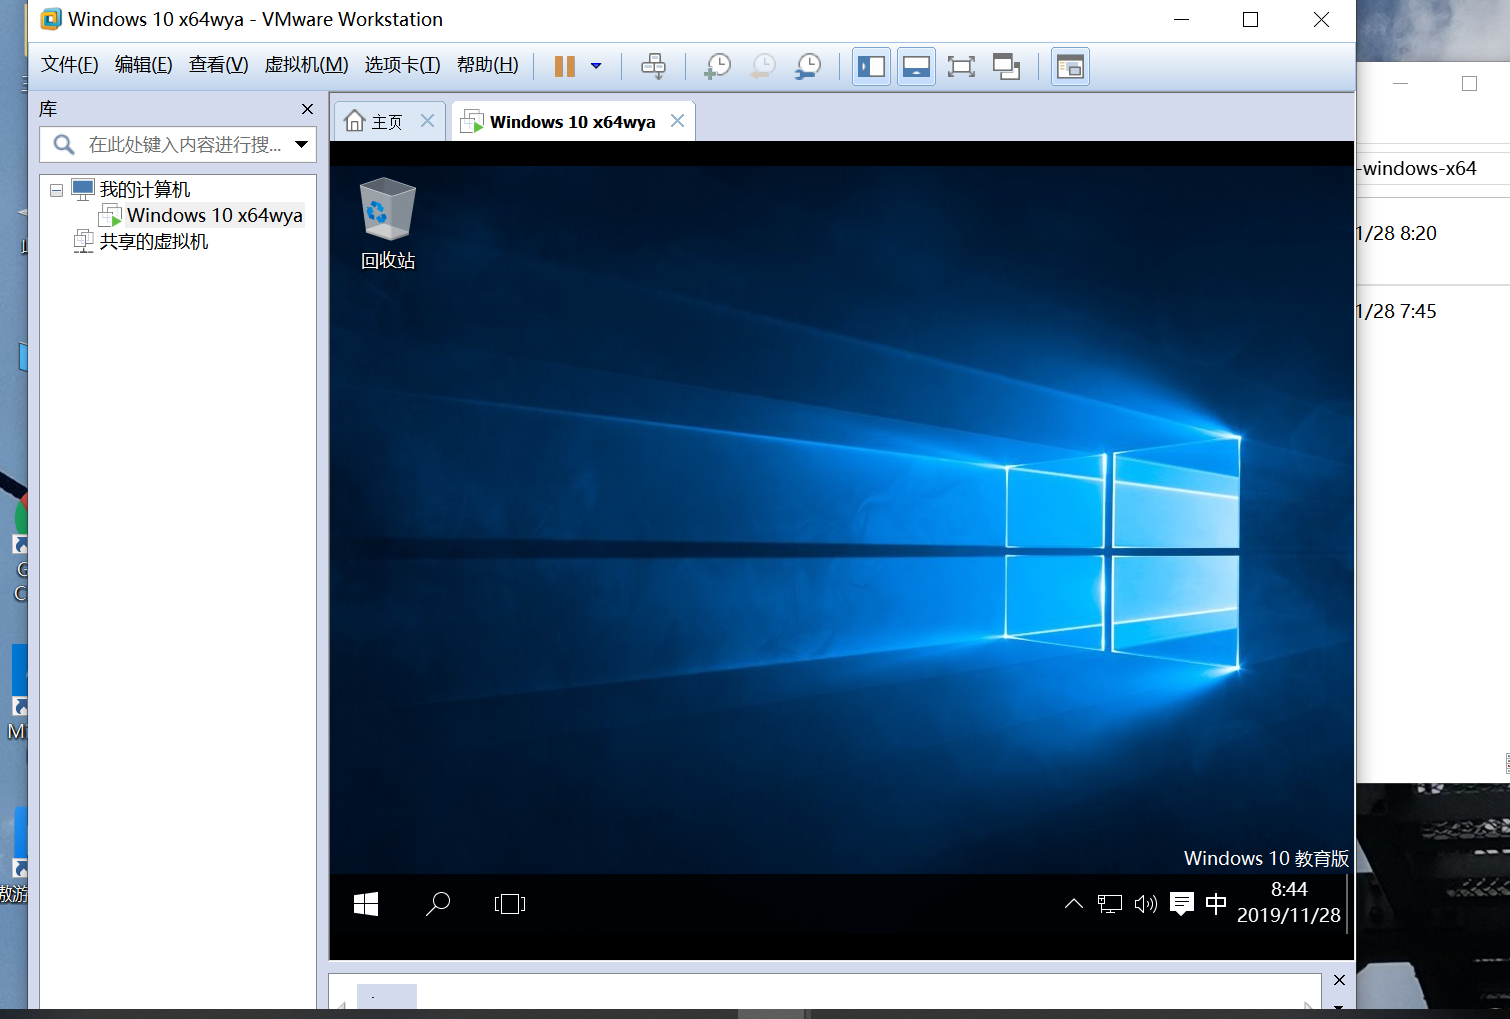 Windows 10 x64wya - VMware Workstation
文件(F) 编辑(E) 查看(V) 虚拟机(M) 选项卡(T) 帮助(H)
库
主页
Windows 10 x64wya
在此处键入内容进行搜...
我的计算机
Windows 10 x64wya
共享的虚拟机
回收站
-windows-x64
1/28 8:20
1/28 7:45
Windows 10 教育版
中
8:44
2019/11/28
遨游